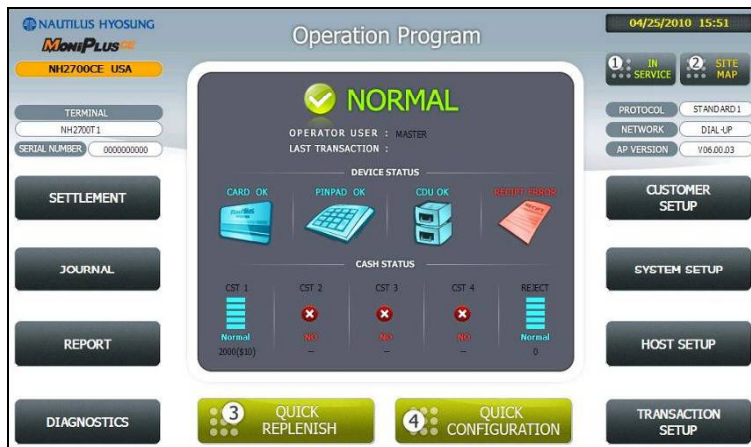 NAUTILUS HYOSUNG
MONIPLUS CE
NH2700CE USA
Operation Program
04/25/2010 15:51
1 IN SERVICE
2 SITE MAP
TERMINAL
NH2700T1
SERIAL NUMBER 0000000000
PROTOCOL STANDARD1
NETWORK DIAL-UP
AP VERSION V06.00.03
NORMAL
OPERATOR USER : MASTER
LAST TRANSACTION :
DEVICE STATUS
CARD OK PINPAD OK CDU OK RECIPT ERROR
CASH STATUS
CST 1 CST 2 CST 3 CST 4 REJECT
Normal NO NO NO Normal
2000($10) -- -- -- 0
SETTLEMENT
JOURNAL
REPORT
DIAGNOSTICS
CUSTOMER
SETUP
SYSTEM SETUP
HOST SETUP
TRANSACTION
SETUP
3 QUICK
REPLENISH
4 QUICK
CONFIGURATION